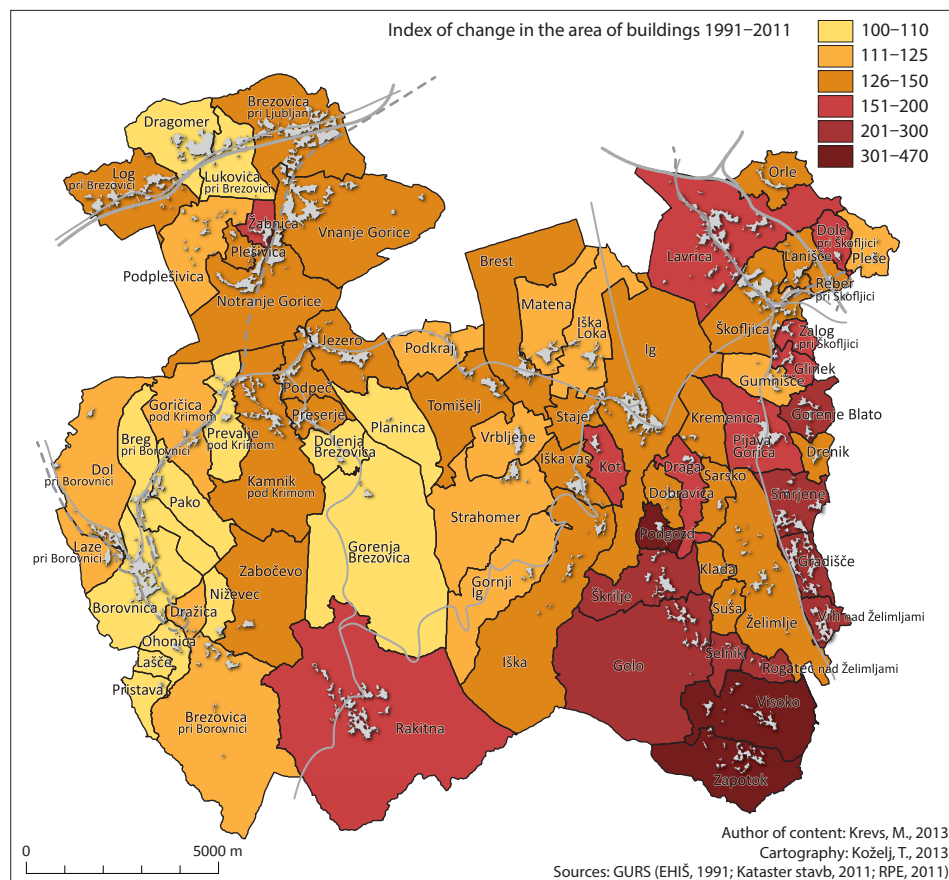 Index of change in the area of buildings 1991–2011
100–110
111–125
126–150
151–200
201–300
301–470
Brezovica
pri Ljubljani
Dragomer
Log
pri Brezovici
Lukovica
pri Brezovici
Žabnica
Vnanje Gorice
Plešivica
Podplešivica
Notranje Gorice
Orle
Lavrica
Dole
pri Škofljici
Pleše
Lanišče
Reber
pri Škofljici
Škofljica
Zalog
pri Škofljici
Glinek
Gumnišče
Gorenje Blato
Drenik
Brest
Matena
Iška
Loka
Ig
Jezero
Podkraj
Podpeč
Preserje
Tomišelj
Staje
Kremenica
Pijava
Gorica
Goričica
pod Krimom
Prevalje
pod Krimom
Breg
pri Borovnici
Dol
pri Borovnici
Planinca
Dolenja
Brezovica
Vrbljene
Iška vas
Kot
Draga
Sarsko
Dobravica
Smrjene
Kamnik
pod Krimom
Pako
Strahomer
Podgozd
Gradišče
Laze
pri Borovnici
Gorenja
Brezovica
Zabočevo
Gornji
Ig
Klada
Škrilje
Borovnica
Niževec
Dražica
Suša
Želimlje
Vrh nad Želimljami
Ohonica
Lašče
Pristava
Iška
Golo
Selnik
Rogatec nad Želimljami
Brezovica
pri Borovnici
Rakitna
Visoko
Zapotok
0
5000 m
Author of content: Krevs, M., 2013
Cartography: Koželj, T., 2013
Sources: GURS (EHIŠ, 1991; Kataster stavb, 2011; RPE, 2011)